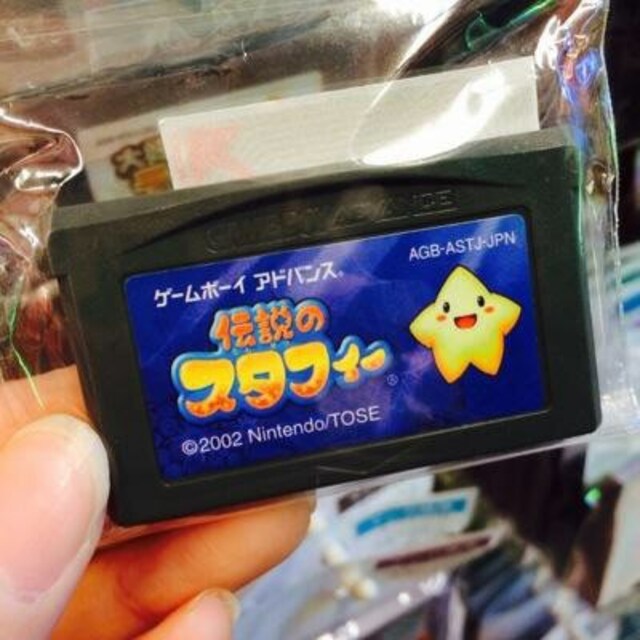 GAME BOY ADVANCE
AGB-ASTJ-JPN
ゲームボーイ アドバンス®
伝説の
スタフィー®
©2002 Nintendo/TOSE